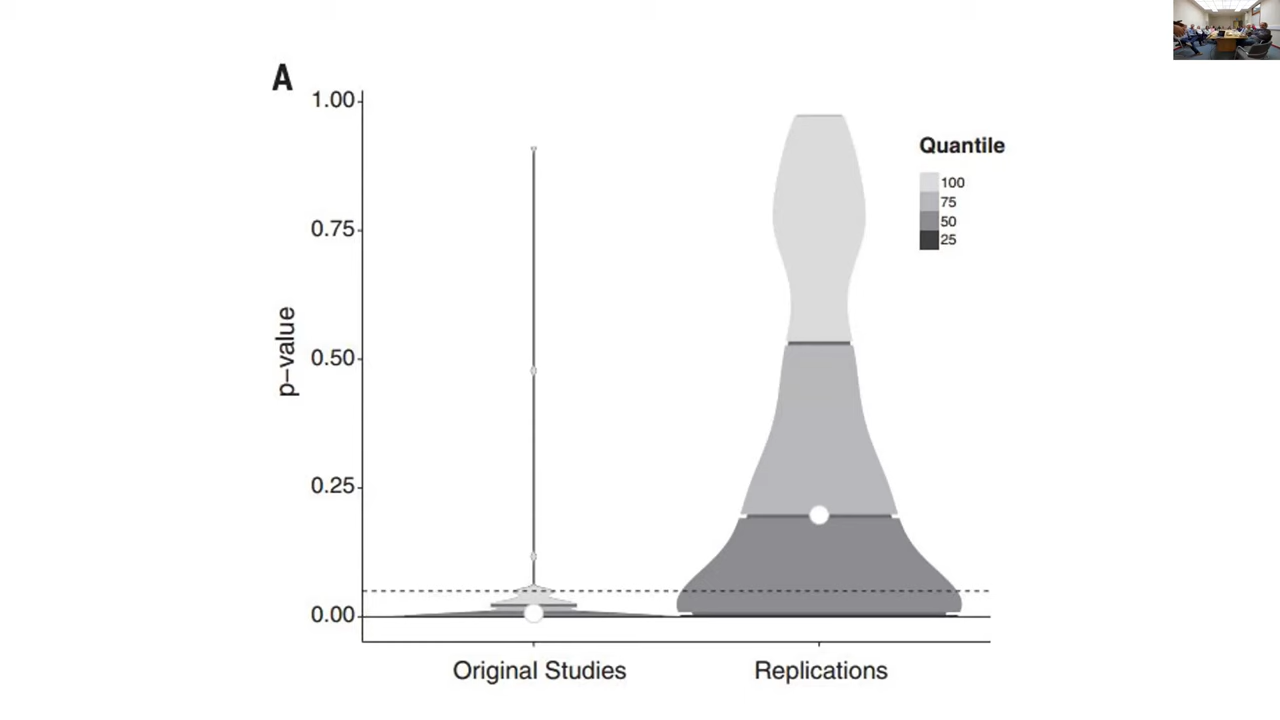 A
1.00
0.75
0.50
0.25
0.00
p-value
Original Studies
Replications
Quantile
100
75
50
25